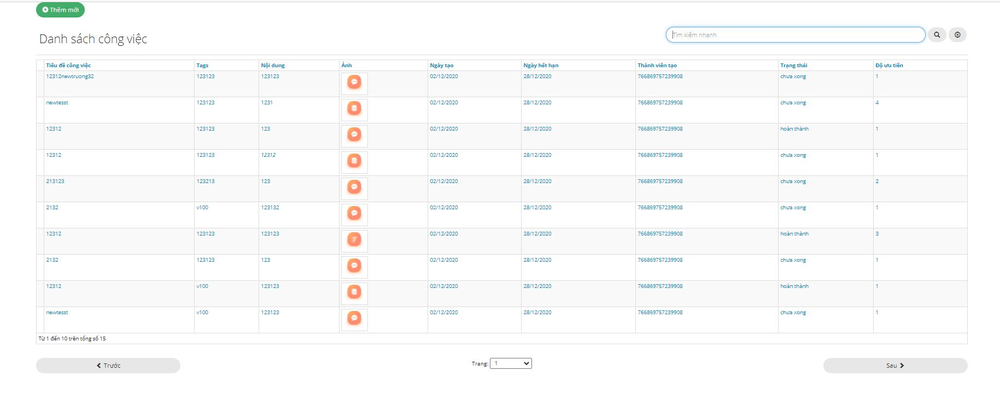 Thêm mới
Danh sách công việc
Tìm kiếm nhanh
Tiêu đề công việc Tags Nội dung Ảnh Ngày tạo Ngày hết hạn Thành viên tạo Trạng thái Độ ưu tiên
12312newtruong32 123123 123123 02/12/2020 28/12/2020 766869757239908 chưa xong 1
newtesst 123123 1231 02/12/2020 28/12/2020 766869757239908 chưa xong 4
12312 123123 123 02/12/2020 28/12/2020 766869757239908 hoàn thành 1
12312 123123 12312 02/12/2020 28/12/2020 766869757239908 chưa xong 1
213123 123213 123 02/12/2020 28/12/2020 766869757239908 chưa xong 2
2132 v100 123132 02/12/2020 28/12/2020 766869757239908 chưa xong 1
12312 123123 123123 02/12/2020 28/12/2020 766869757239908 hoàn thành 3
2132 123123 123 02/12/2020 28/12/2020 766869757239908 chưa xong 1
12312 v100 123123 02/12/2020 28/12/2020 766869757239908 hoàn thành 1
newtesst v100 123123 02/12/2020 28/12/2020 766869757239908 chưa xong 1
Từ 1 đến 10 trên tổng số 15
Trước Trang: 1 Sau